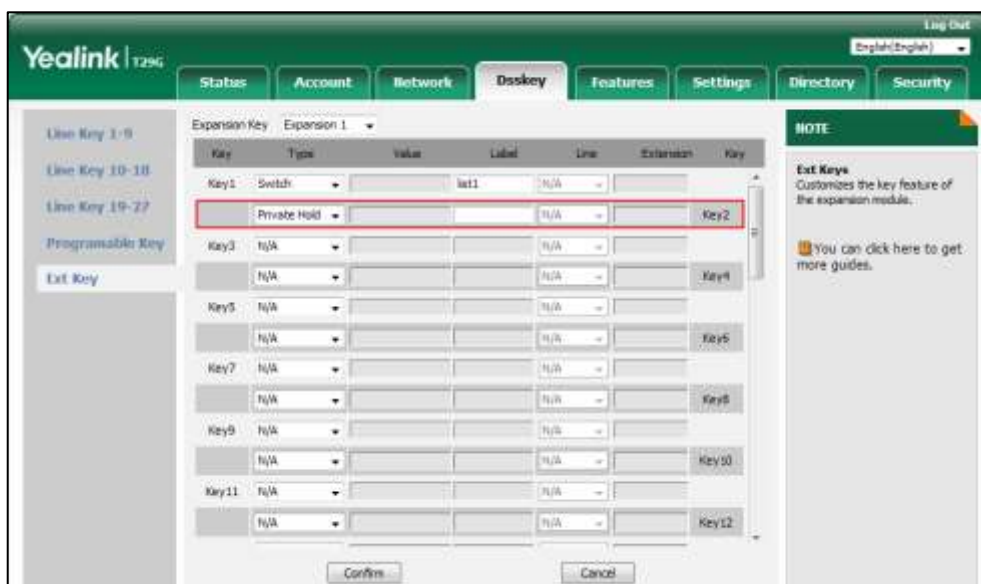 Log Out
Yealink T29G
English(English)
Status Account Network Dsskey Features Settings Directory Security
Line Key 1-9
Line Key 10-18
Line Key 19-27
Programable Key
Ext Key
Expansion Key Expansion 1
Key Type Value Label Line Extension Key
Key1 Switch list1 N/A
Private Hold N/A Key2
Key3 N/A N/A
N/A N/A Key4
Key5 N/A N/A
N/A N/A Key6
Key7 N/A N/A
N/A N/A Key8
Key9 N/A N/A
N/A N/A Key10
Key11 N/A N/A
N/A N/A Key12
Confirm Cancel
NOTE
Ext Keys
Customizes the key feature of
the expansion module.
You can click here to get
more guides.